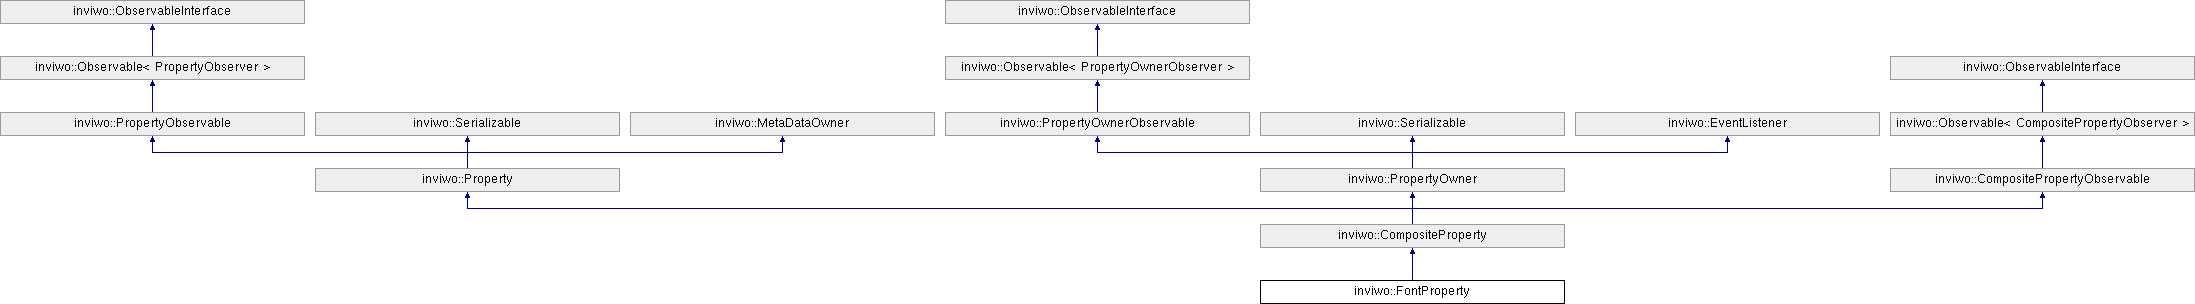 inviwo::ObservableInterface
inviwo::ObservableInterface
inviwo::Observable< PropertyObserver >
inviwo::Observable< PropertyOwnerObserver >
inviwo::ObservableInterface
inviwo::PropertyObservable
inviwo::Serializable
inviwo::MetaDataOwner
inviwo::PropertyOwnerObservable
inviwo::Serializable
inviwo::EventListener
inviwo::Observable< CompositePropertyObserver >
inviwo::Property
inviwo::PropertyOwner
inviwo::CompositePropertyObservable
inviwo::CompositeProperty
inviwo::FontProperty